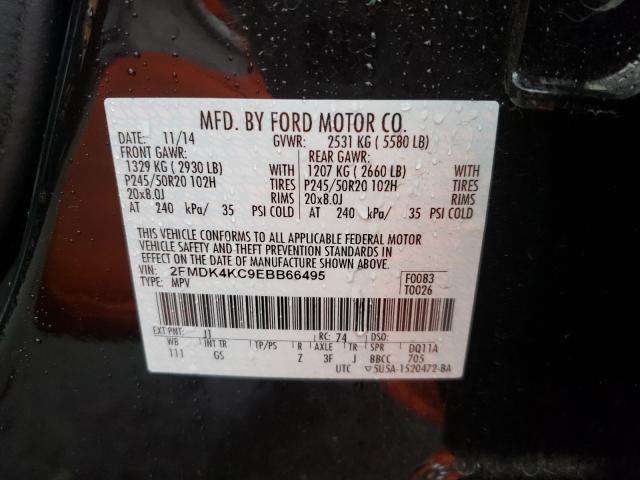 MFD. BY FORD MOTOR CO.
DATE: 11/14 GVWR: 2531 KG ( 5580 LB)
FRONT GAWR: REAR GAWR:
1329 KG ( 2930 LB) WITH 1207 KG ( 2660 LB) WITH
P245/50R20 102H TIRES P245/50R20 102H TIRES
20x8.0J RIMS 20x8.0J RIMS
AT 240 kPa/ 35 PSI COLD AT 240 kPa/ 35 PSI COLD
THIS VEHICLE CONFORMS TO ALL APPLICABLE FEDERAL MOTOR
VEHICLE SAFETY AND THEFT PREVENTION STANDARDS IN
EFFECT ON THE DATE OF MANUFACTURE SHOWN ABOVE.
VIN: 2FMDK4KC9EBB66495 F0083
TYPE: MPV T0026
EXT PNT: J1 RC: 74 DSO:
WB INT TR TP/PS R AXLE TR SPR DQ11A
111 GS Z 3F J BBCC 705
UTC ▽5U5A-1520472-BA